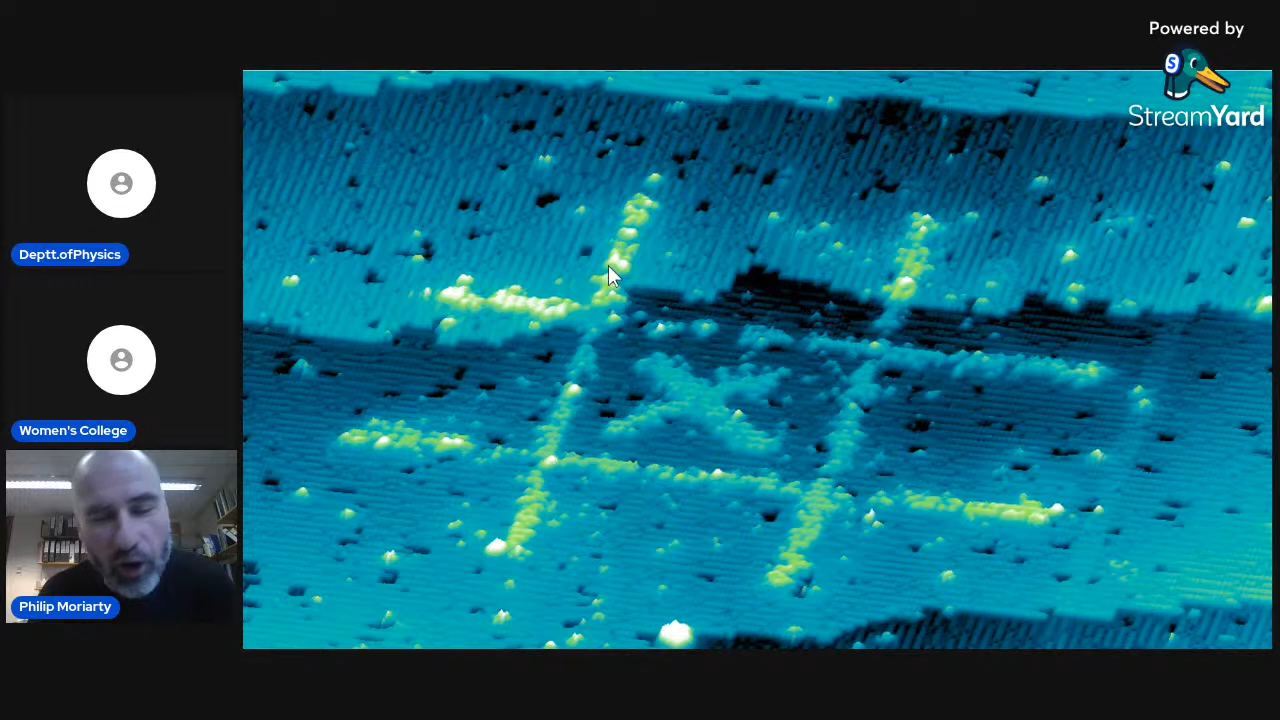 Powered by
StreamYard
Deptt.ofPhysics
Women's College
Philip Moriarty